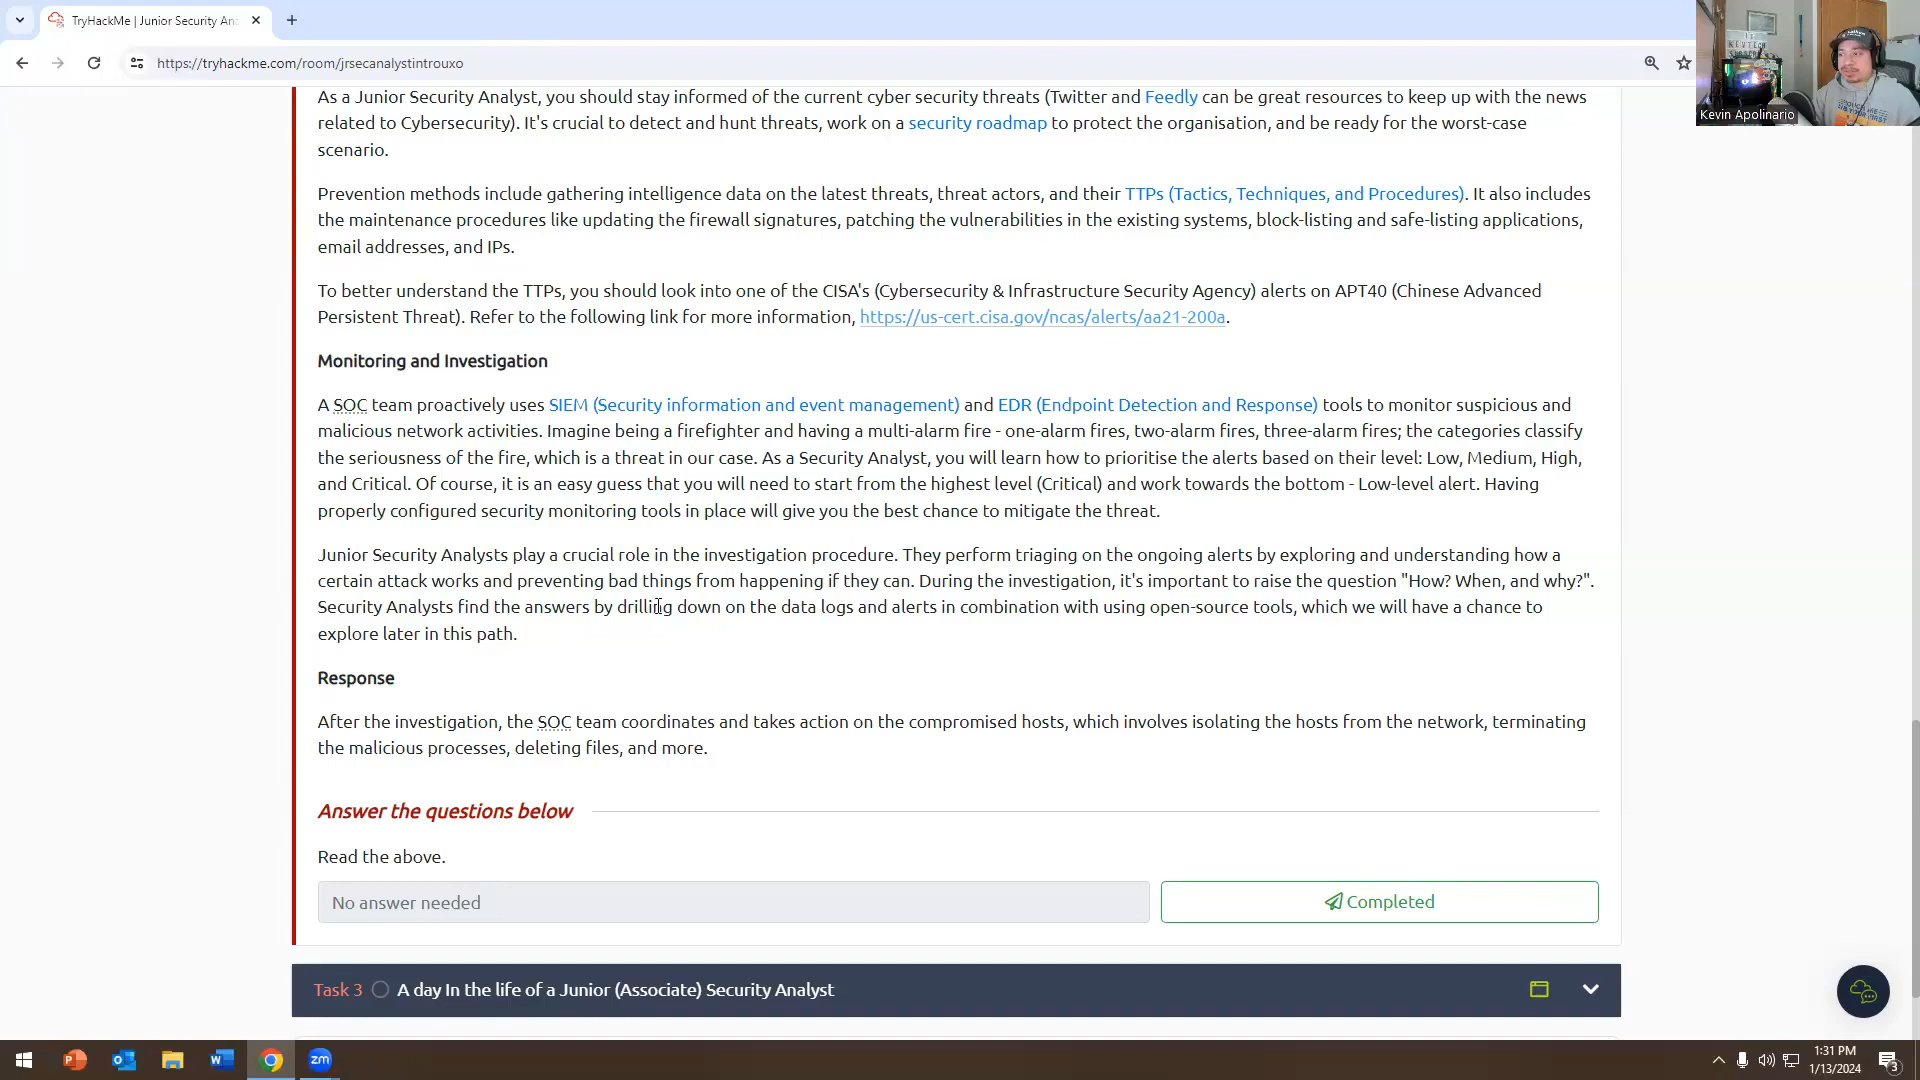 TryHackMe | Junior Security Ana
https://tryhackme.com/room/jrsecanalystintrouxo
Kevin Apolinario
As a Junior Security Analyst, you should stay informed of the current cyber security threats (Twitter and Feedly can be great resources to keep up with the news
related to Cybersecurity). It's crucial to detect and hunt threats, work on a security roadmap to protect the organisation, and be ready for the worst-case
scenario.
Prevention methods include gathering intelligence data on the latest threats, threat actors, and their TTPs (Tactics, Techniques, and Procedures). It also includes
the maintenance procedures like updating the firewall signatures, patching the vulnerabilities in the existing systems, block-listing and safe-listing applications,
email addresses, and IPs.
To better understand the TTPs, you should look into one of the CISA's (Cybersecurity & Infrastructure Security Agency) alerts on APT40 (Chinese Advanced
Persistent Threat). Refer to the following link for more information, https://us-cert.cisa.gov/ncas/alerts/aa21-200a.
Monitoring and Investigation
A SOC team proactively uses SIEM (Security information and event management) and EDR (Endpoint Detection and Response) tools to monitor suspicious and
malicious network activities. Imagine being a firefighter and having a multi-alarm fire - one-alarm fires, two-alarm fires, three-alarm fires; the categories classify
the seriousness of the fire, which is a threat in our case. As a Security Analyst, you will learn how to prioritise the alerts based on their level: Low, Medium, High,
and Critical. Of course, it is an easy guess that you will need to start from the highest level (Critical) and work towards the bottom - Low-level alert. Having
properly configured security monitoring tools in place will give you the best chance to mitigate the threat.
Junior Security Analysts play a crucial role in the investigation procedure. They perform triaging on the ongoing alerts by exploring and understanding how a
certain attack works and preventing bad things from happening if they can. During the investigation, it's important to raise the question "How? When, and why?".
Security Analysts find the answers by drilling down on the data logs and alerts in combination with using open-source tools, which we will have a chance to
explore later in this path.
Response
After the investigation, the SOC team coordinates and takes action on the compromised hosts, which involves isolating the hosts from the network, terminating
the malicious processes, deleting files, and more.
Answer the questions below
Read the above.
No answer needed
Completed
Task 3 A day In the life of a Junior (Associate) Security Analyst
zm
1:31 PM
1/13/2024
3